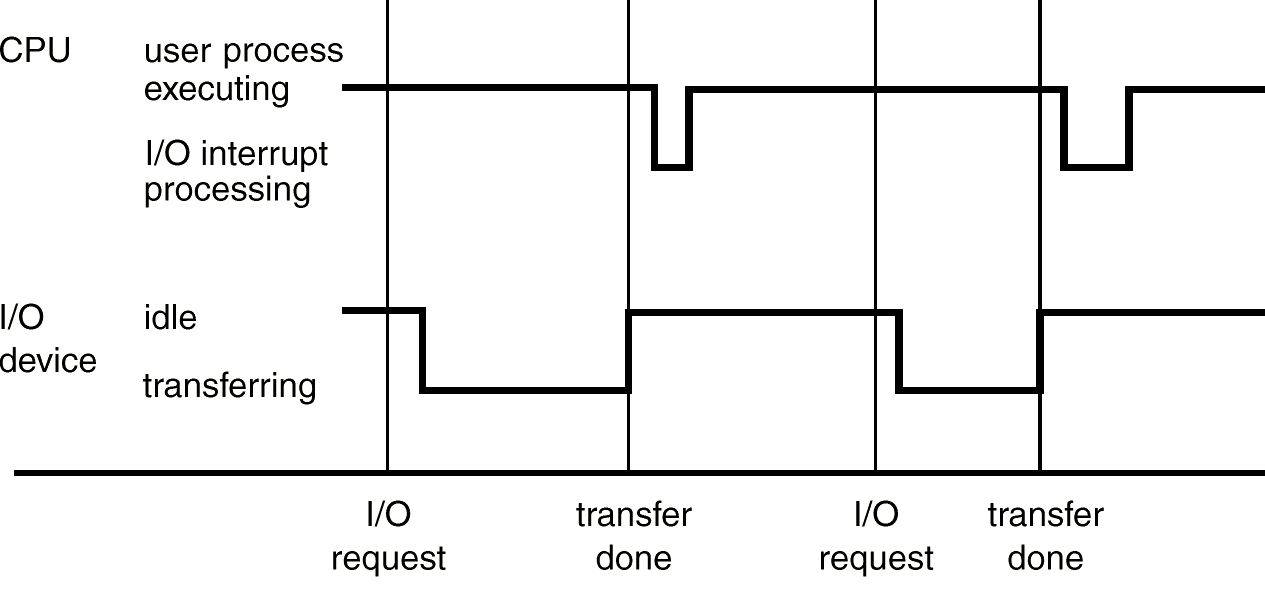 CPU user process
executing
I/O interrupt
processing
I/O idle
device
transferring
I/O transfer I/O transfer
request done request done